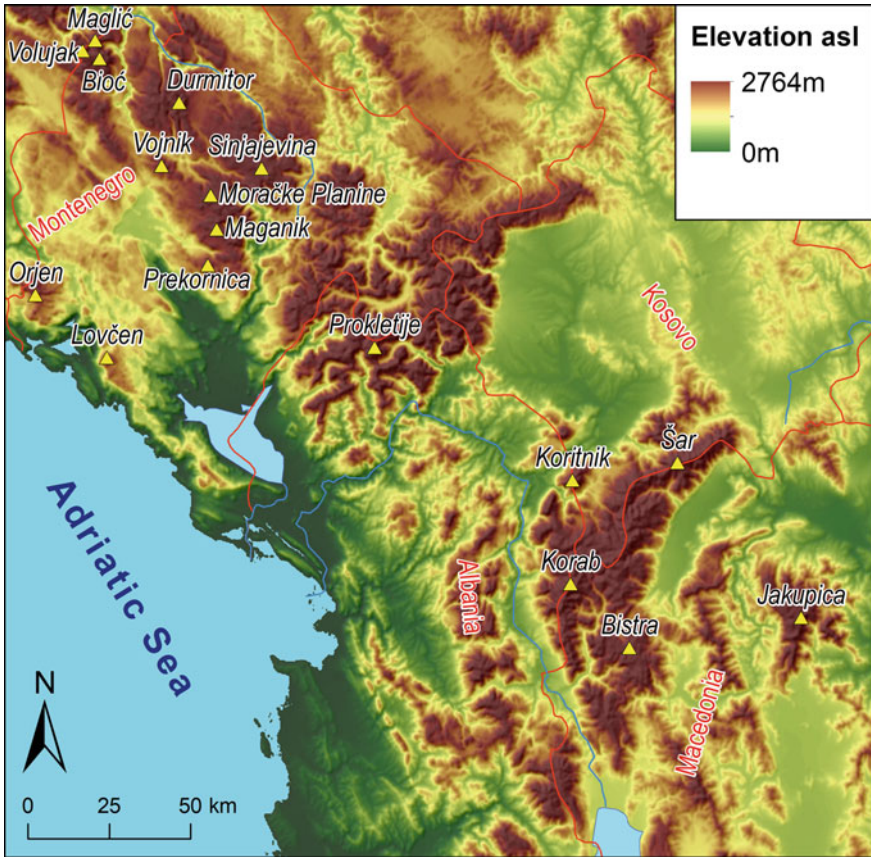 Maglić
Volujak
Bioć
Durmitor
Elevation asl
2764m
0m
Vojnik
Sinjajevina
Moračke Planine
Montenegro
Maganik
Orjen
Prekornica
Lovčen
Prokletije
Kosovo
Šar
Koritnik
Adriatic Sea
Albania
Korab
Bistra
Jakupica
Macedonia
N
0 25 50 km